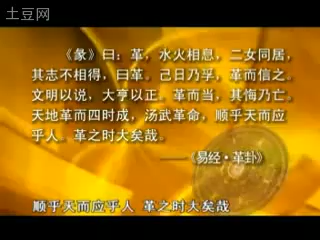 土豆网
《彖》曰：革，水火相息，二女同居，
其志不相得，曰革。己日乃孚，革而信之。
文明以说，大亨以正。革而当，其悔乃亡。
天地革而四时成，汤武革命，顺乎天而应
乎人。革之时大矣哉。
——《易经·革卦》
顺乎天而应乎人 革之时大矣哉